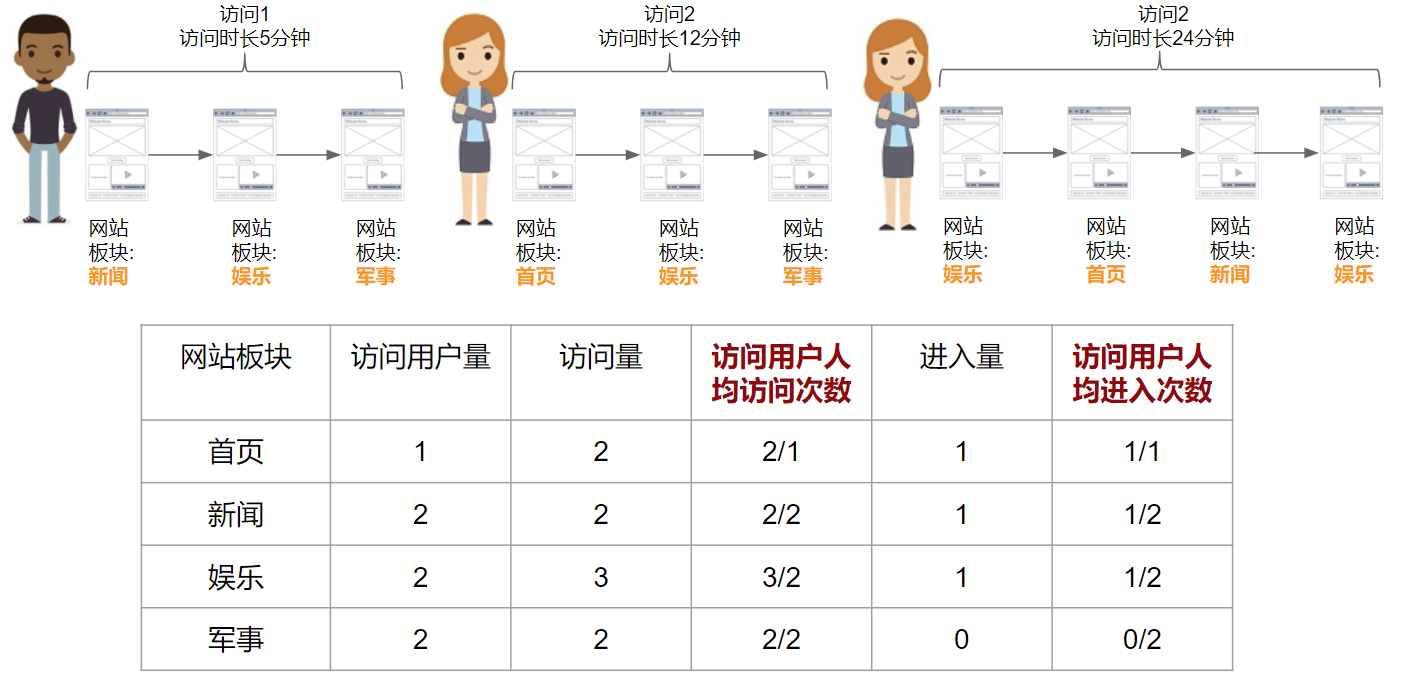 访问1
访问时长5分钟
访问2
访问时长12分钟
访问2
访问时长24分钟
网站
板块:
新闻
网站
板块:
娱乐
网站
板块:
军事
网站
板块:
首页
网站
板块:
娱乐
网站
板块:
军事
网站
板块:
娱乐
网站
板块:
首页
网站
板块:
新闻
网站
板块:
娱乐
网站板块 访问用户量 访问量 访问用户人均访问次数 进入量 访问用户人均进入次数
首页 1 2 2/1 1 1/1
新闻 2 2 2/2 1 1/2
娱乐 2 3 3/2 1 1/2
军事 2 2 2/2 0 0/2